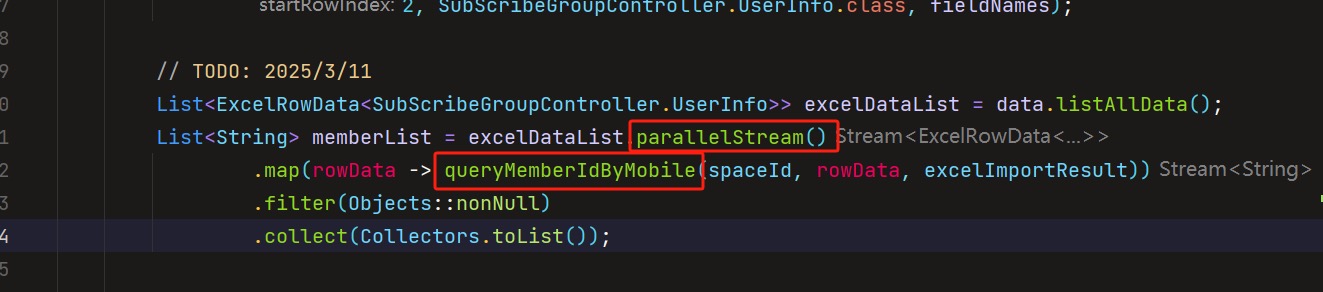 7 startRowIndex: 2, SubScribeGroupController.UserInfo.class, fieldNames);
8
9 // TODO: 2025/3/11
0 List<ExcelRowData<SubScribeGroupController.UserInfo>> excelDataList = data.listAllData();
1 List<String> memberList = excelDataList.parallelStream() Stream<ExcelRowData<...>>
2 .map(rowData -> queryMemberIdByMobile(spaceId, rowData, excelImportResult)) Stream<String>
3 .filter(Objects::nonNull)
4 .collect(Collectors.toList());
5